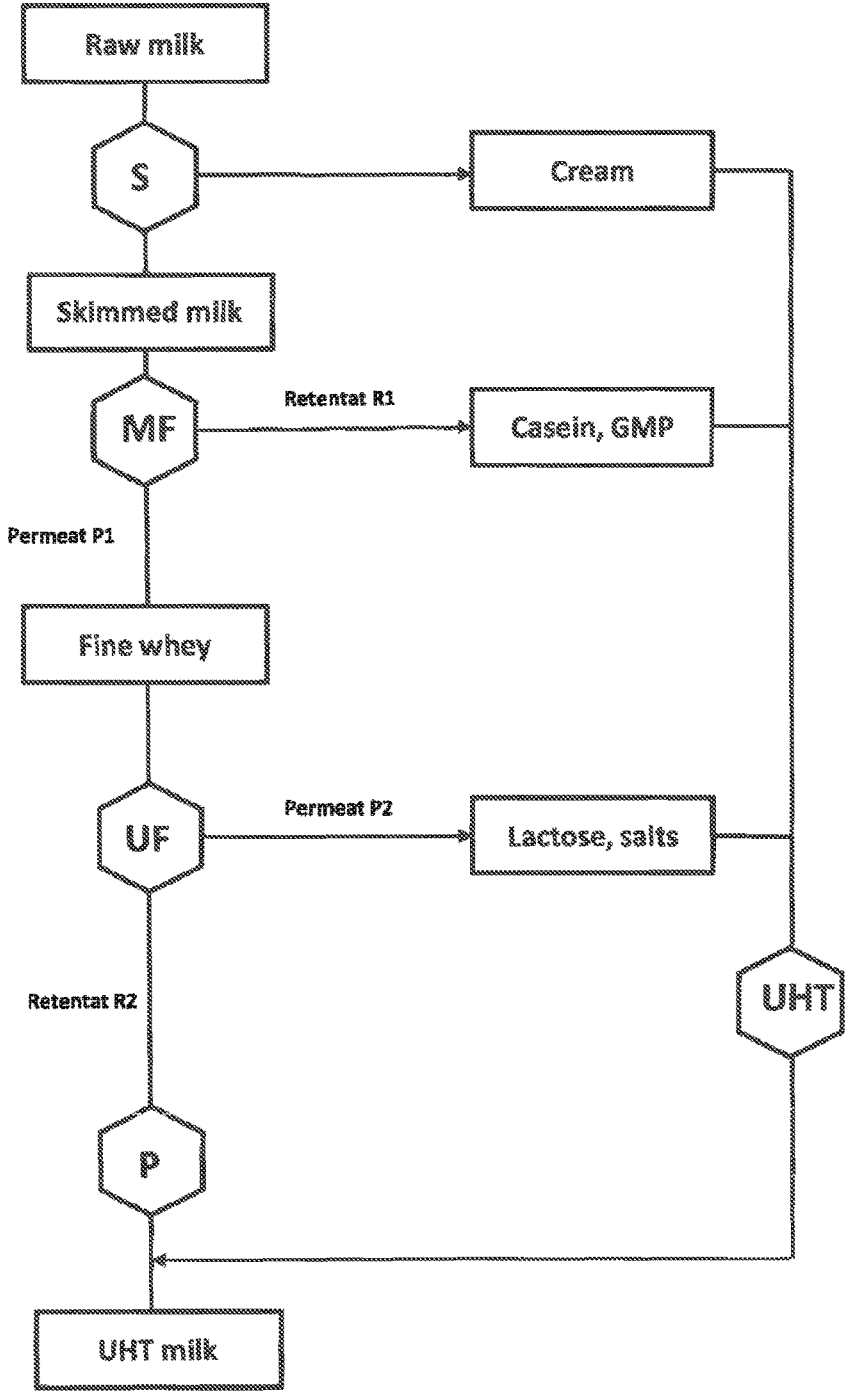 Raw milk
S
Cream
Skimmed milk
MF
Retentat R1
Casein, GMP
Permeat P1
Fine whey
UF
Permeat P2
Lactose, salts
Retentat R2
UHT
P
UHT milk